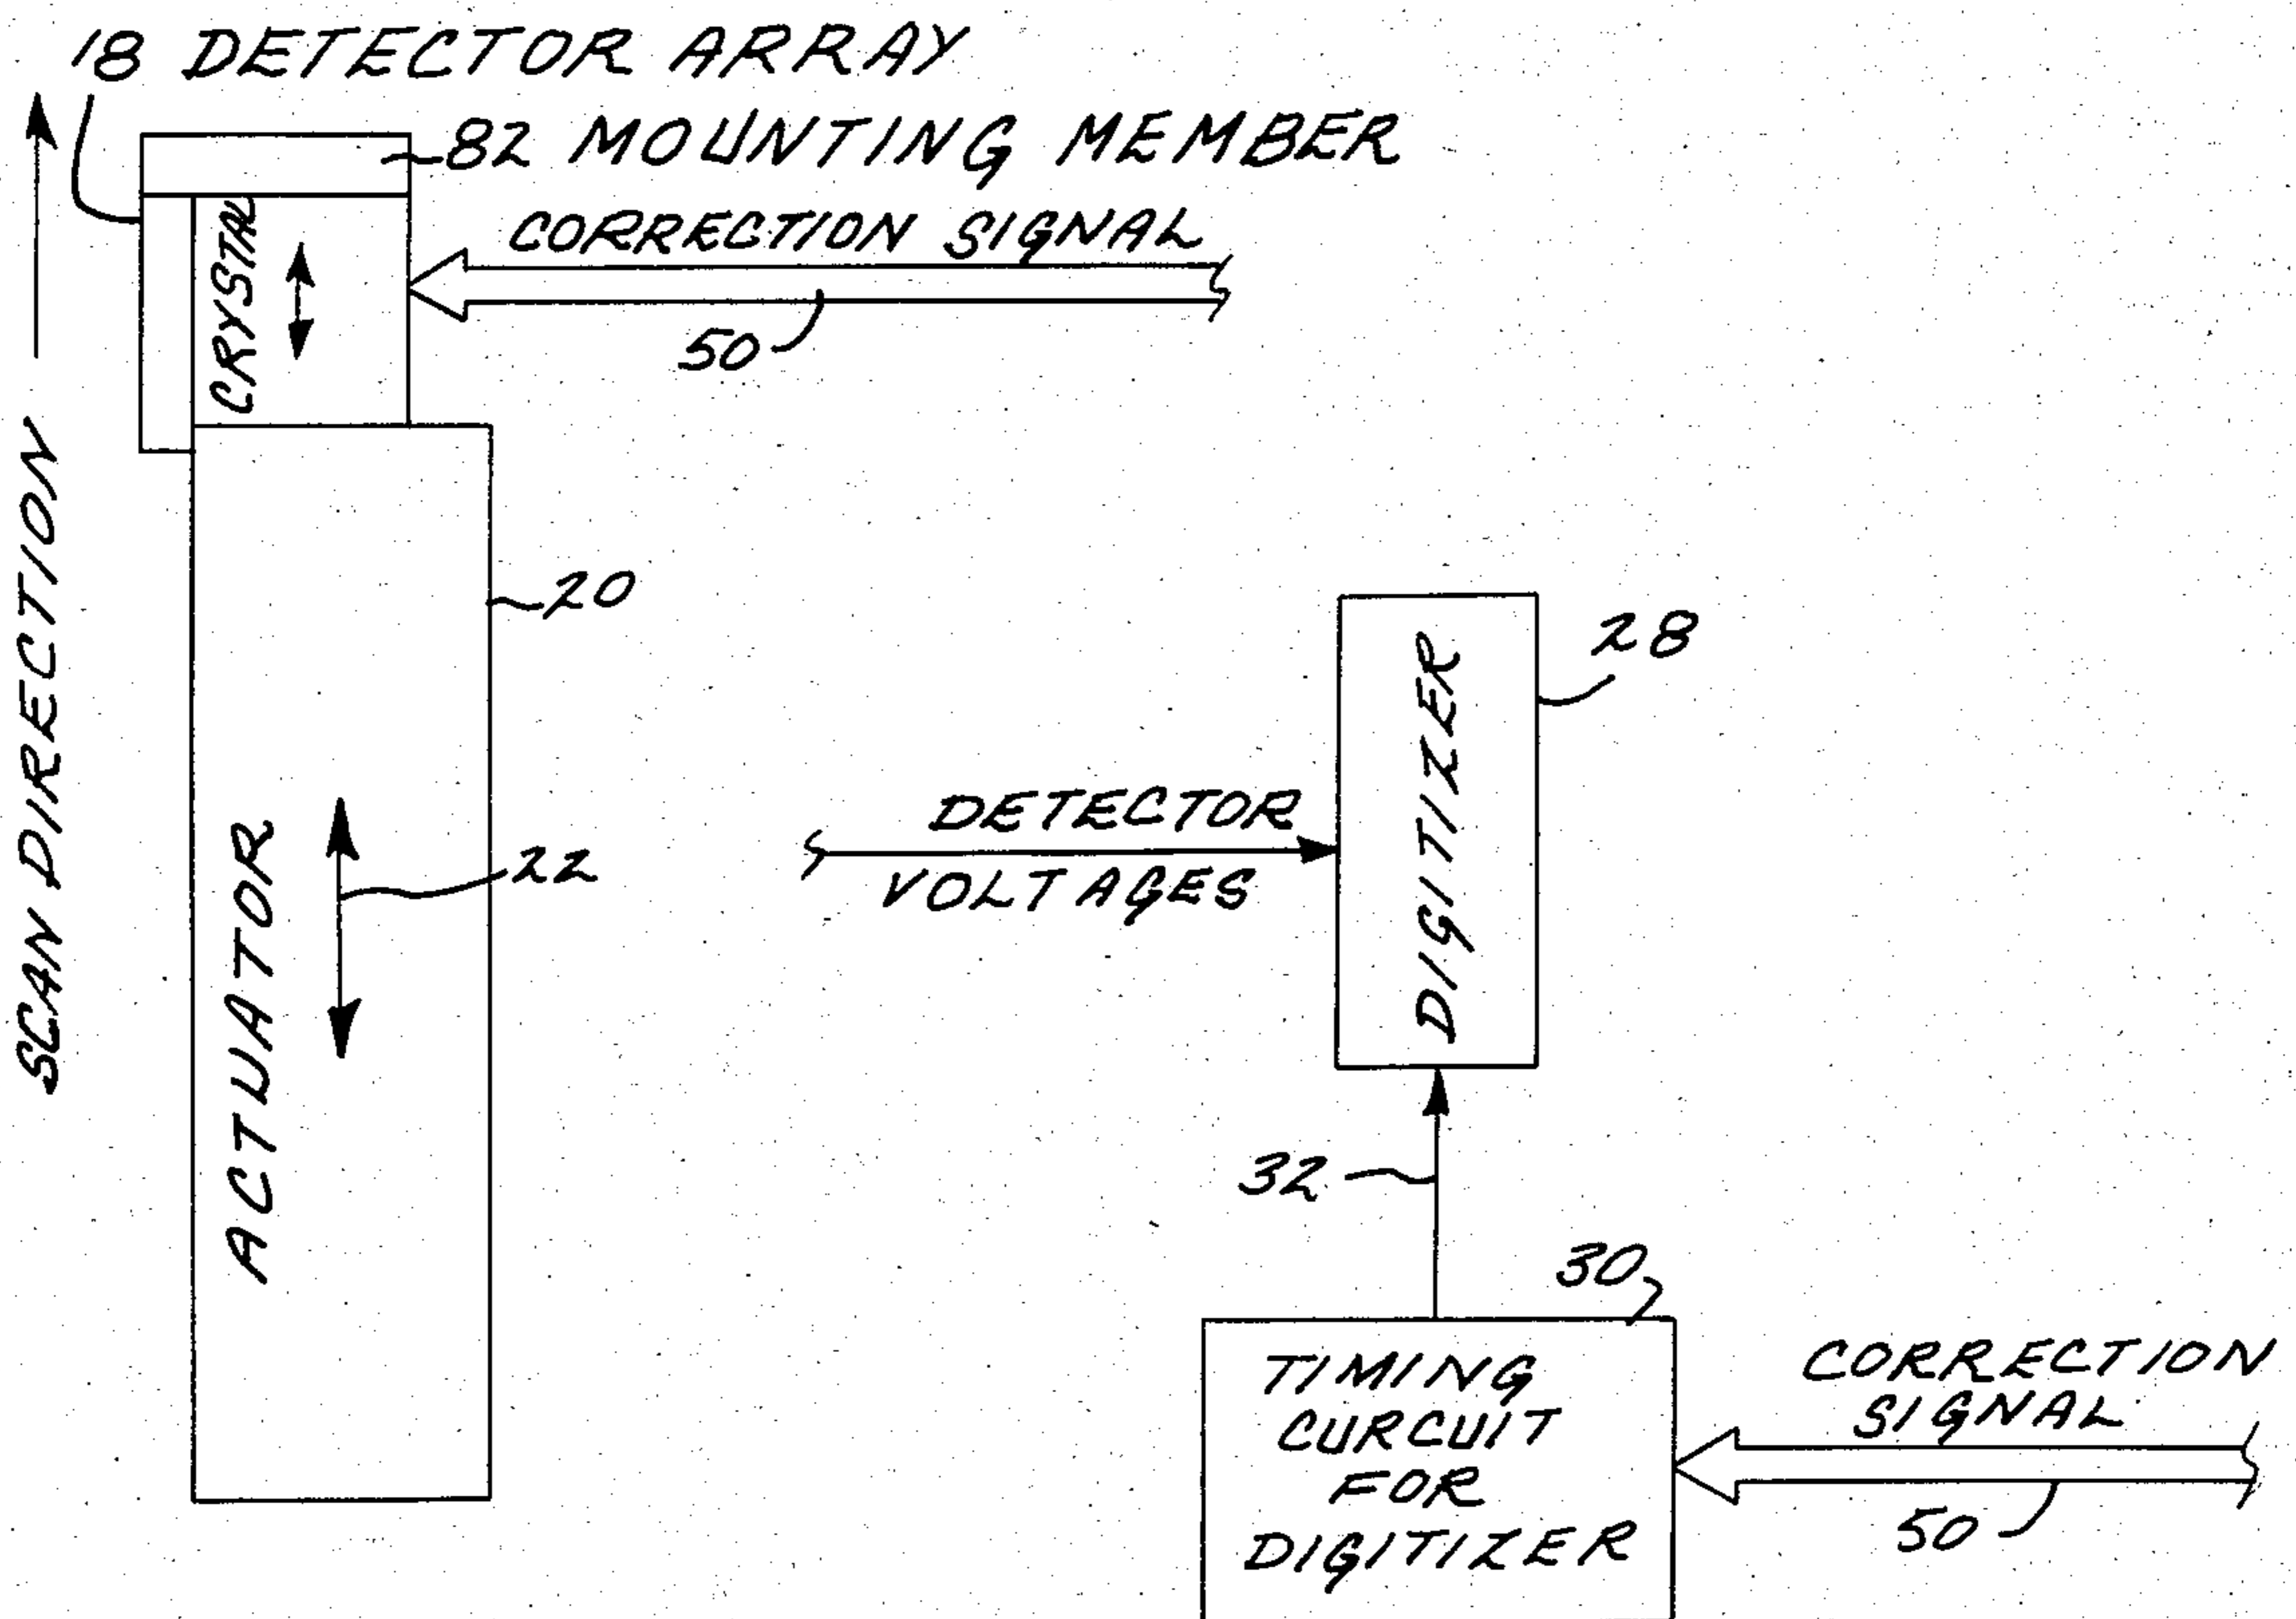 18 DETECTOR ARRAY
82 MOUNTING MEMBER
CORRECTION SIGNAL
50
CRYSTAL
SCAN DIRECTION
20
ACTUATOR
22
28
DIGITIZER
DETECTOR
VOLTAGES
32
30
TIMING
CURCUIT
FOR
DIGITIZER
CORRECTION
SIGNAL
50